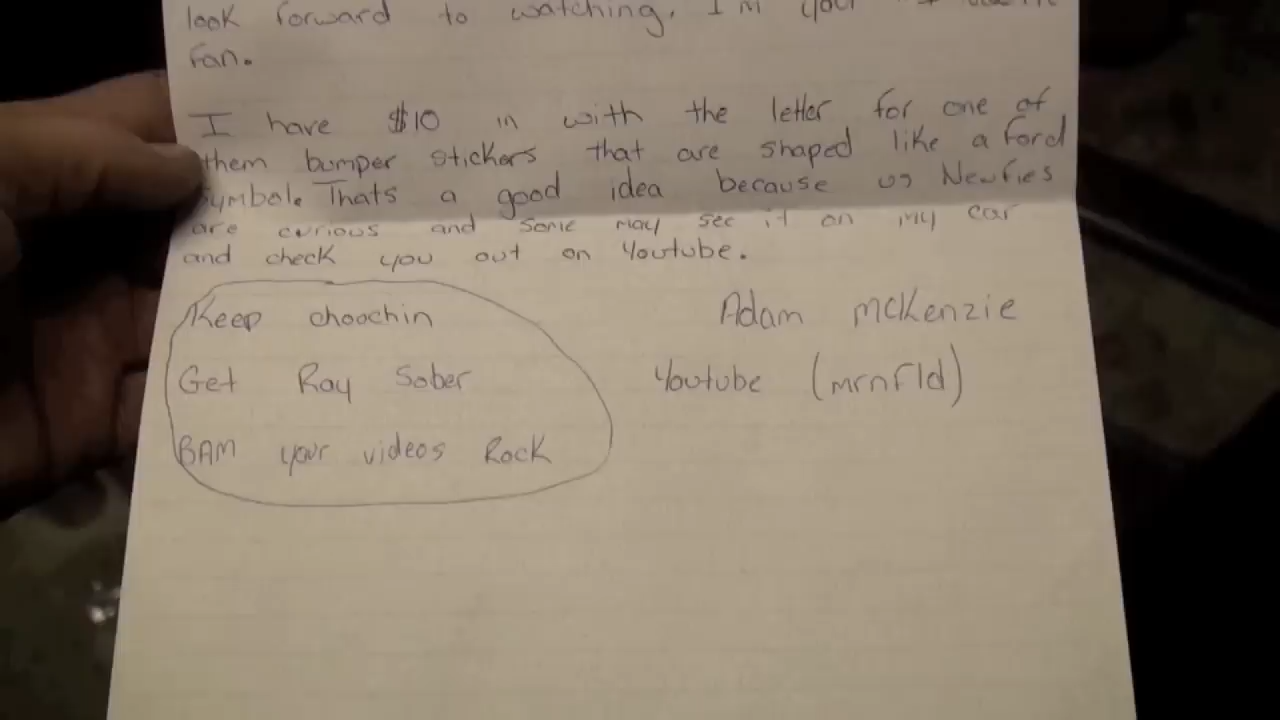 look forward to watching. I'm your
fan.
I have $10 in with the letter for one of
them bumper stickers that are shaped like a Ford
symbol. Thats a good idea because us Newfies
are curious and some may see it on my car
and check you out on Youtube.
Keep choochin
Get Ray Sober
BAM your videos Rock
Adam McKenzie
Youtube (mrnfld)